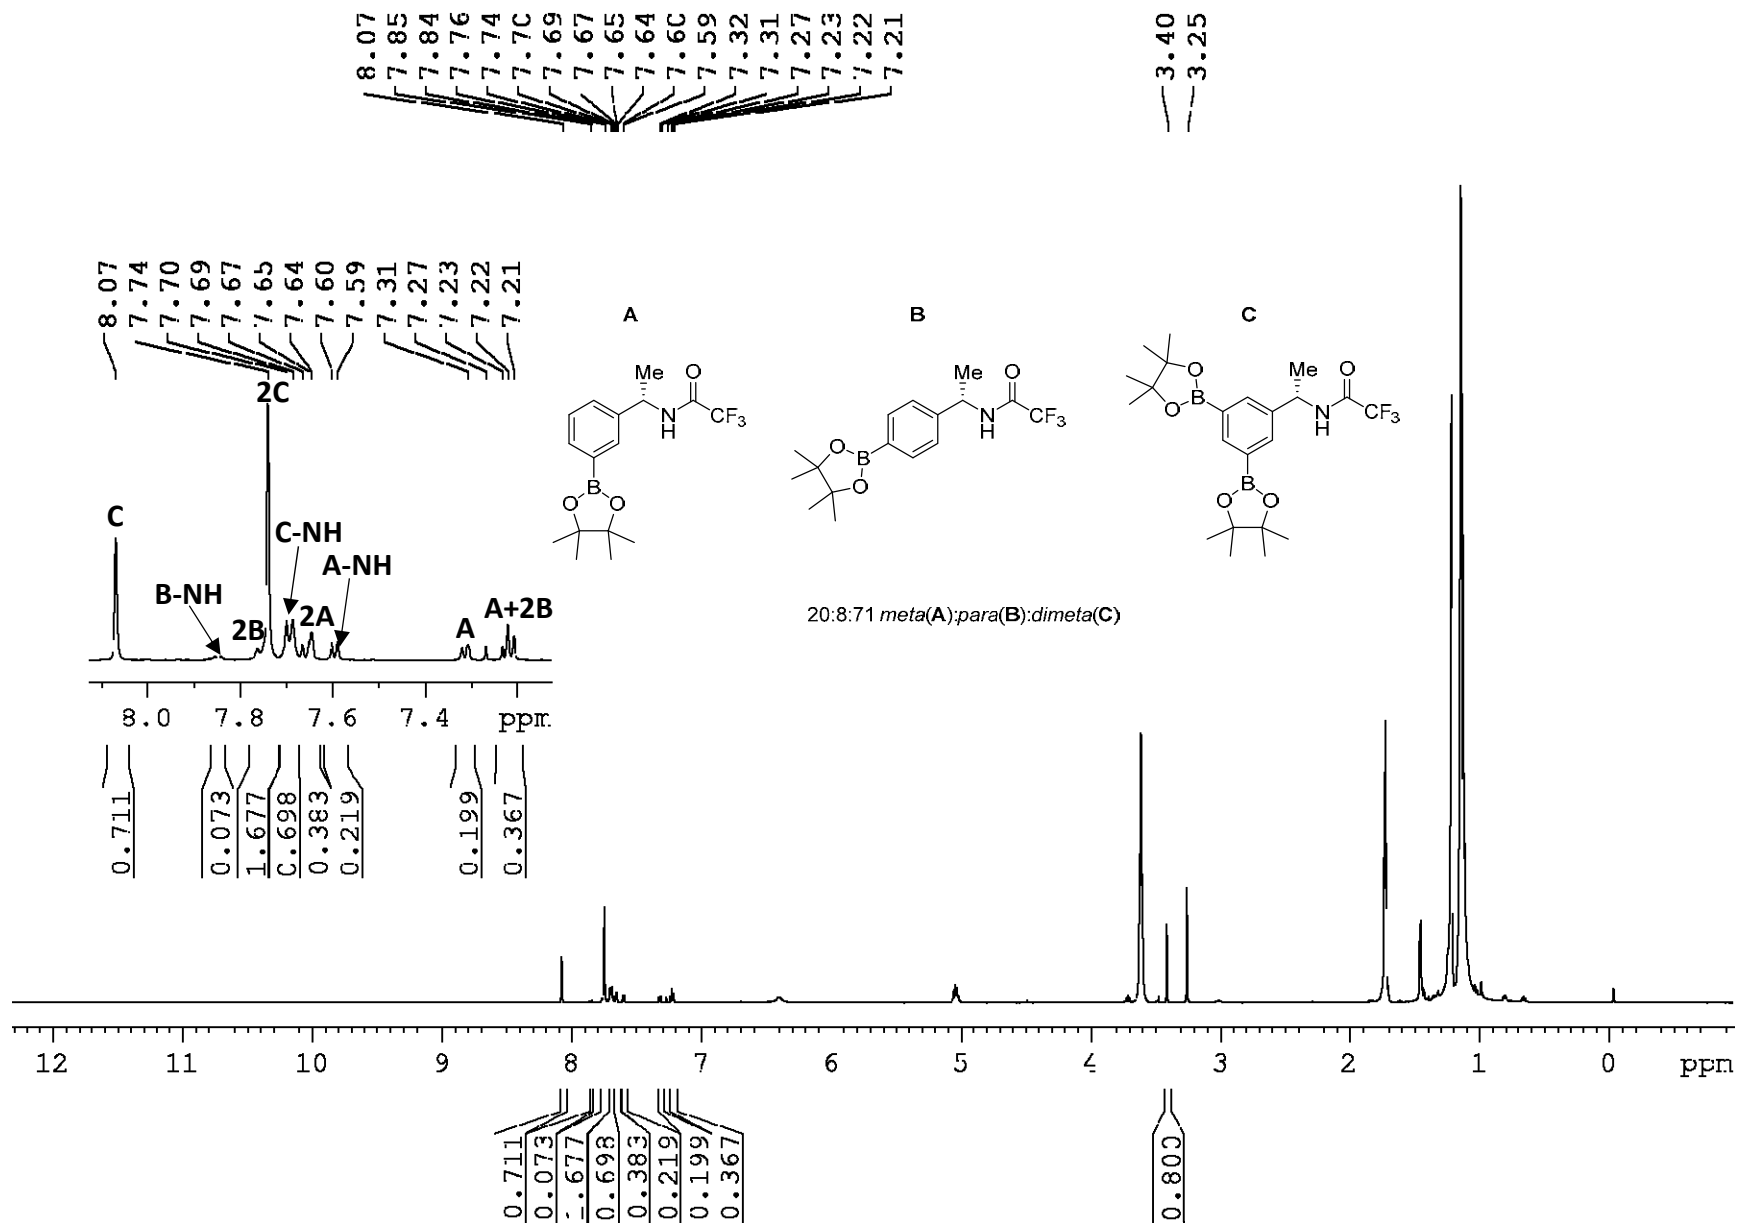 8.07
7.85
7.84
7.76
7.74
7.7C
7.69
7.67
7.65
7.64
7.6C
7.59
7.32
7.31
7.27
7.23
7.22
7.21
3.40
3.25
8.07
7.74
7.70
7.69
7.67
7.65
7.64
7.60
7.59
7.31
7.27
7.23
7.22
7.21
2C
C
B-NH
2B
C-NH
2A
A-NH
A
A+2B
8.0 7.8 7.6 7.4 ppm
0.711
0.073
1.677
C.698
0.383
0.219
0.199
0.367
A
Me
O
N
H
CF3
B
O O
B
Me
O
N
H
CF3
O
B
O
C
O
B
O
Me
O
N
H
CF3
B
O O
20:8:71 meta(A):para(B):dimeta(C)
12 11 10 9 8 7 6 5 4 3 2 1 0 ppm
0.711
0.073
1.677
0.698
0.383
0.219
0.199
0.367
0.800